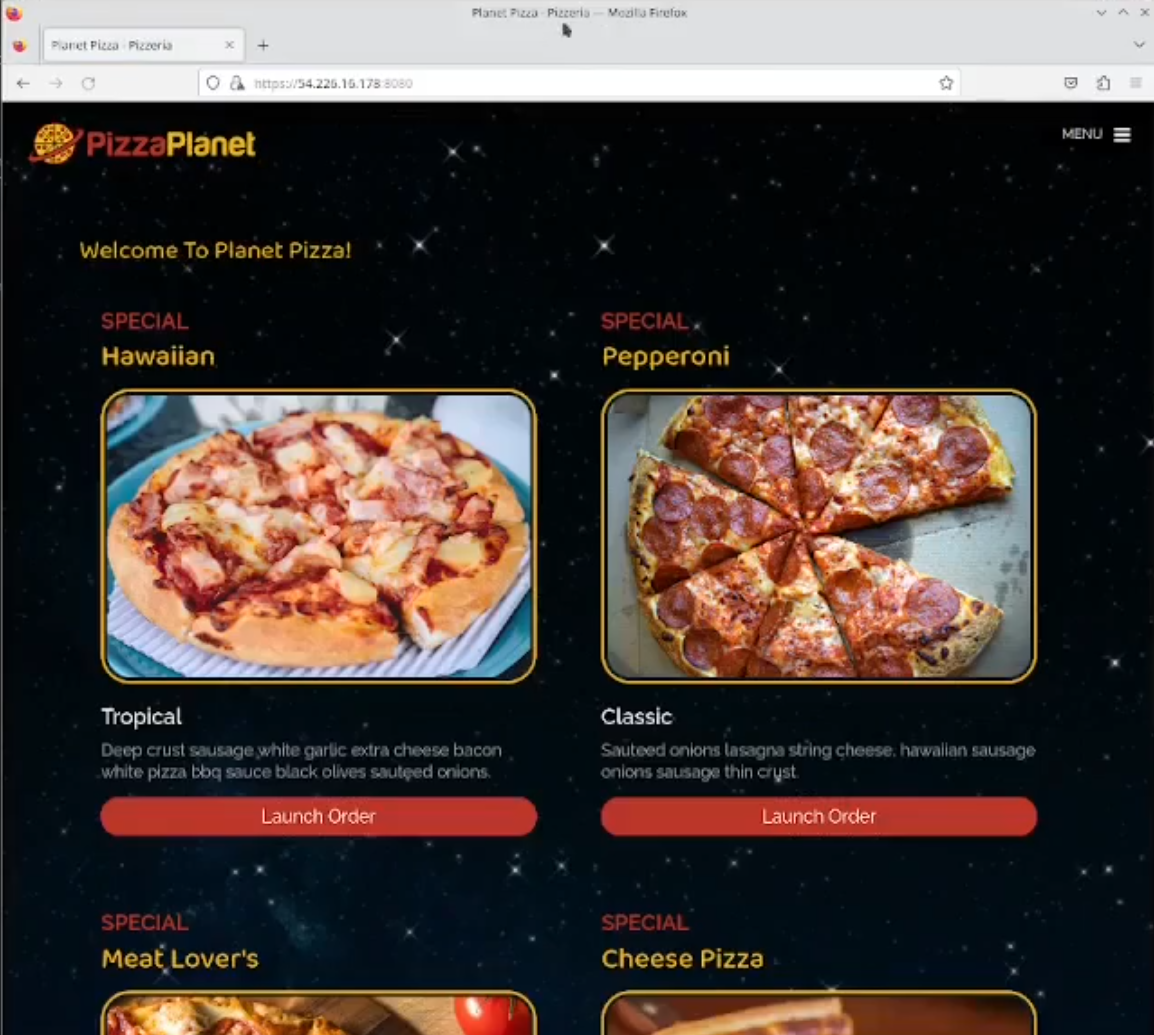 Planet Pizza - Pizzeria — Mozilla Firefox
Planet Pizza - Pizzeria
https://54.226.16.178:8080
PizzaPlanet
MENU
Welcome To Planet Pizza!
SPECIAL
Hawaiian
SPECIAL
Pepperoni
Tropical
Deep crust sausage white garlic extra cheese bacon
white pizza bbq sauce black olives sauteed onions.
Launch Order
Classic
Sauteed onions lasagna string cheese, hawaiian sausage
onions sausage thin crust.
Launch Order
SPECIAL
Meat Lover's
SPECIAL
Cheese Pizza